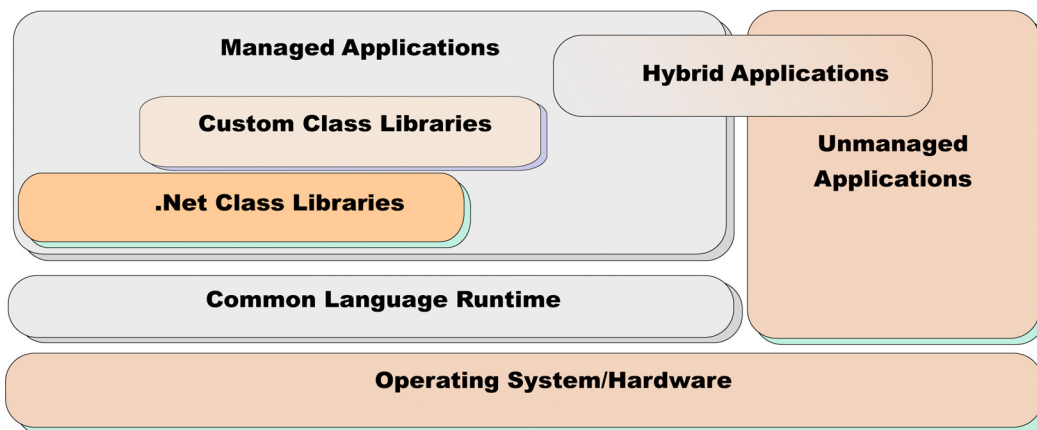 Managed Applications
Hybrid Applications
Custom Class Libraries
Unmanaged
Applications
.Net Class Libraries
Common Language Runtime
Operating System/Hardware